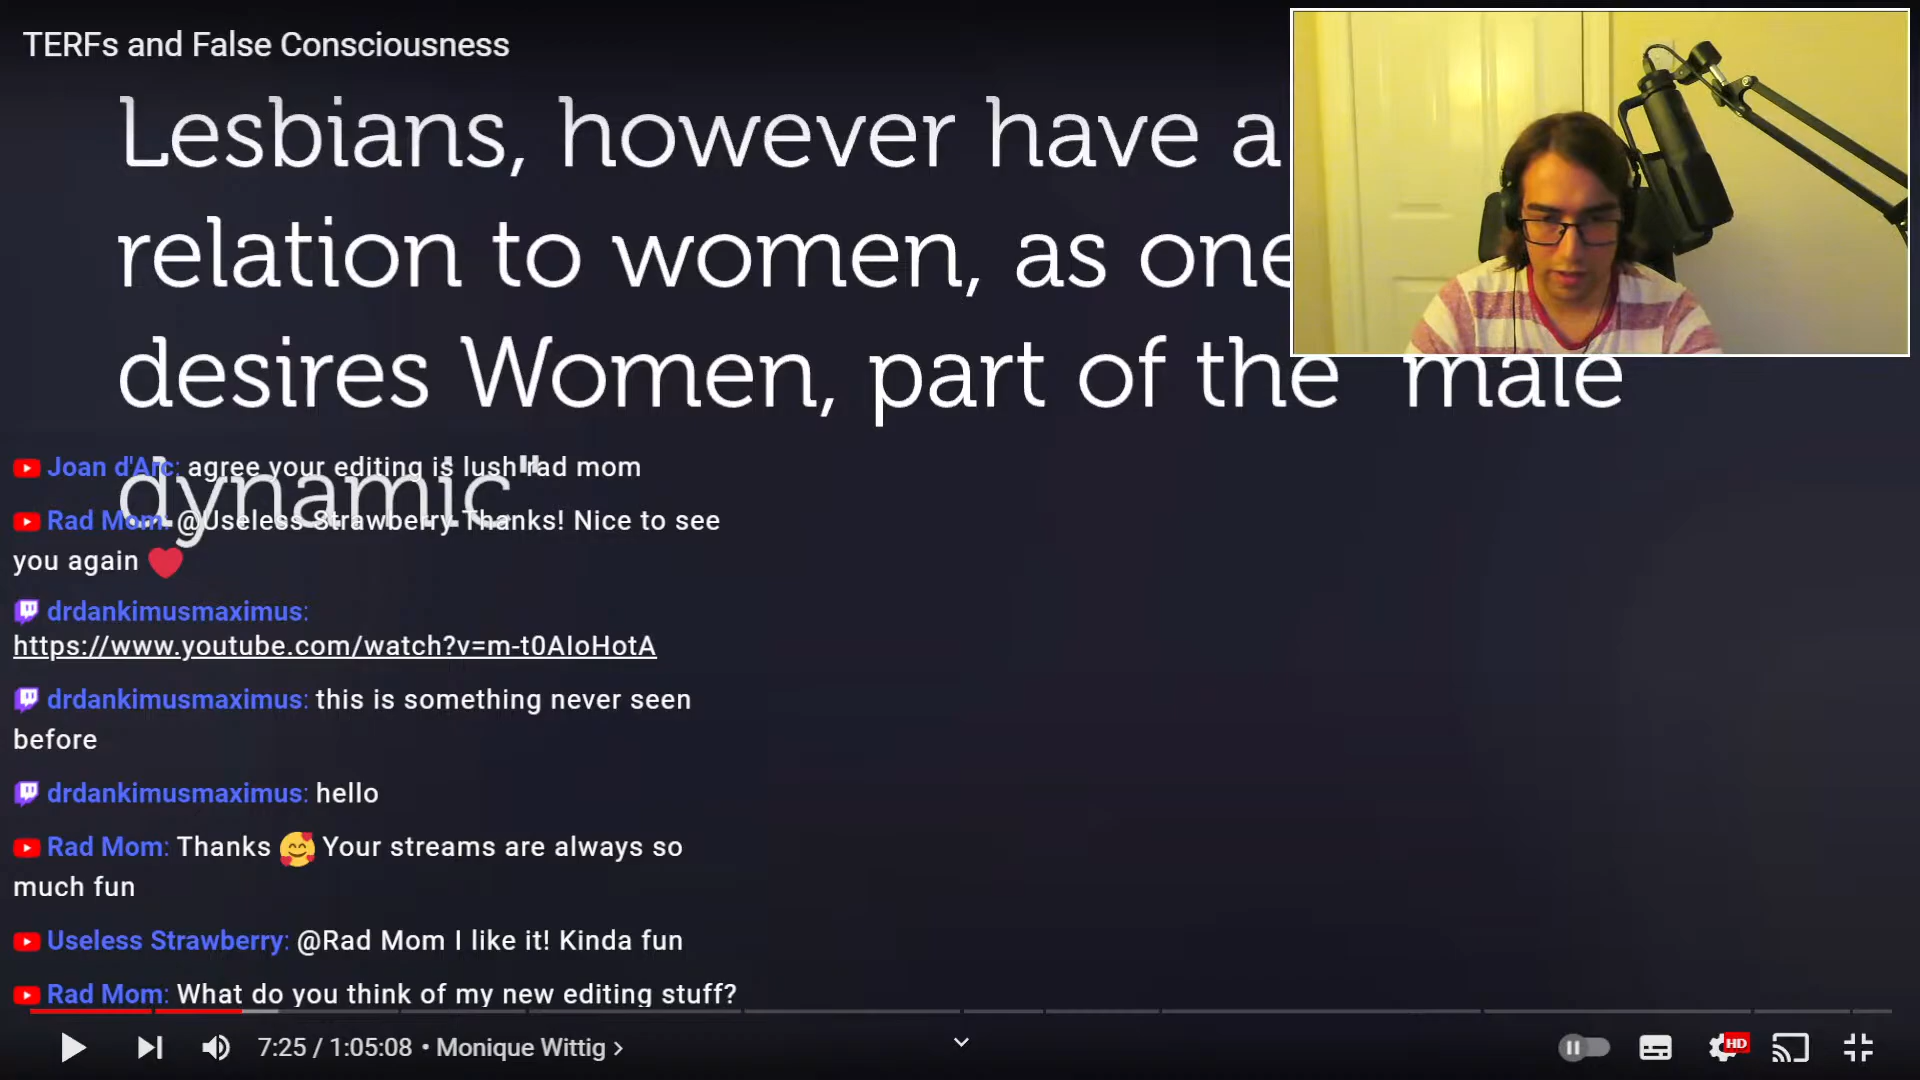 TERFs and False Consciousness
Lesbians, however have a
relation to women, as one
desires Women, part of the male
dynamic"
Joan d'Arc: agree your editing is lush rad mom
Rad Mom: @Useless Strawberry Thanks! Nice to see
you again ❤️
drdankimusmaximus:
https://www.youtube.com/watch?v=m-t0AIoHotA
drdankimusmaximus: this is something never seen
before
drdankimusmaximus: hello
Rad Mom: Thanks 🥰 Your streams are always so
much fun
Useless Strawberry: @Rad Mom I like it! Kinda fun
Rad Mom: What do you think of my new editing stuff?
7:25 / 1:05:08 • Monique Wittig >
HD